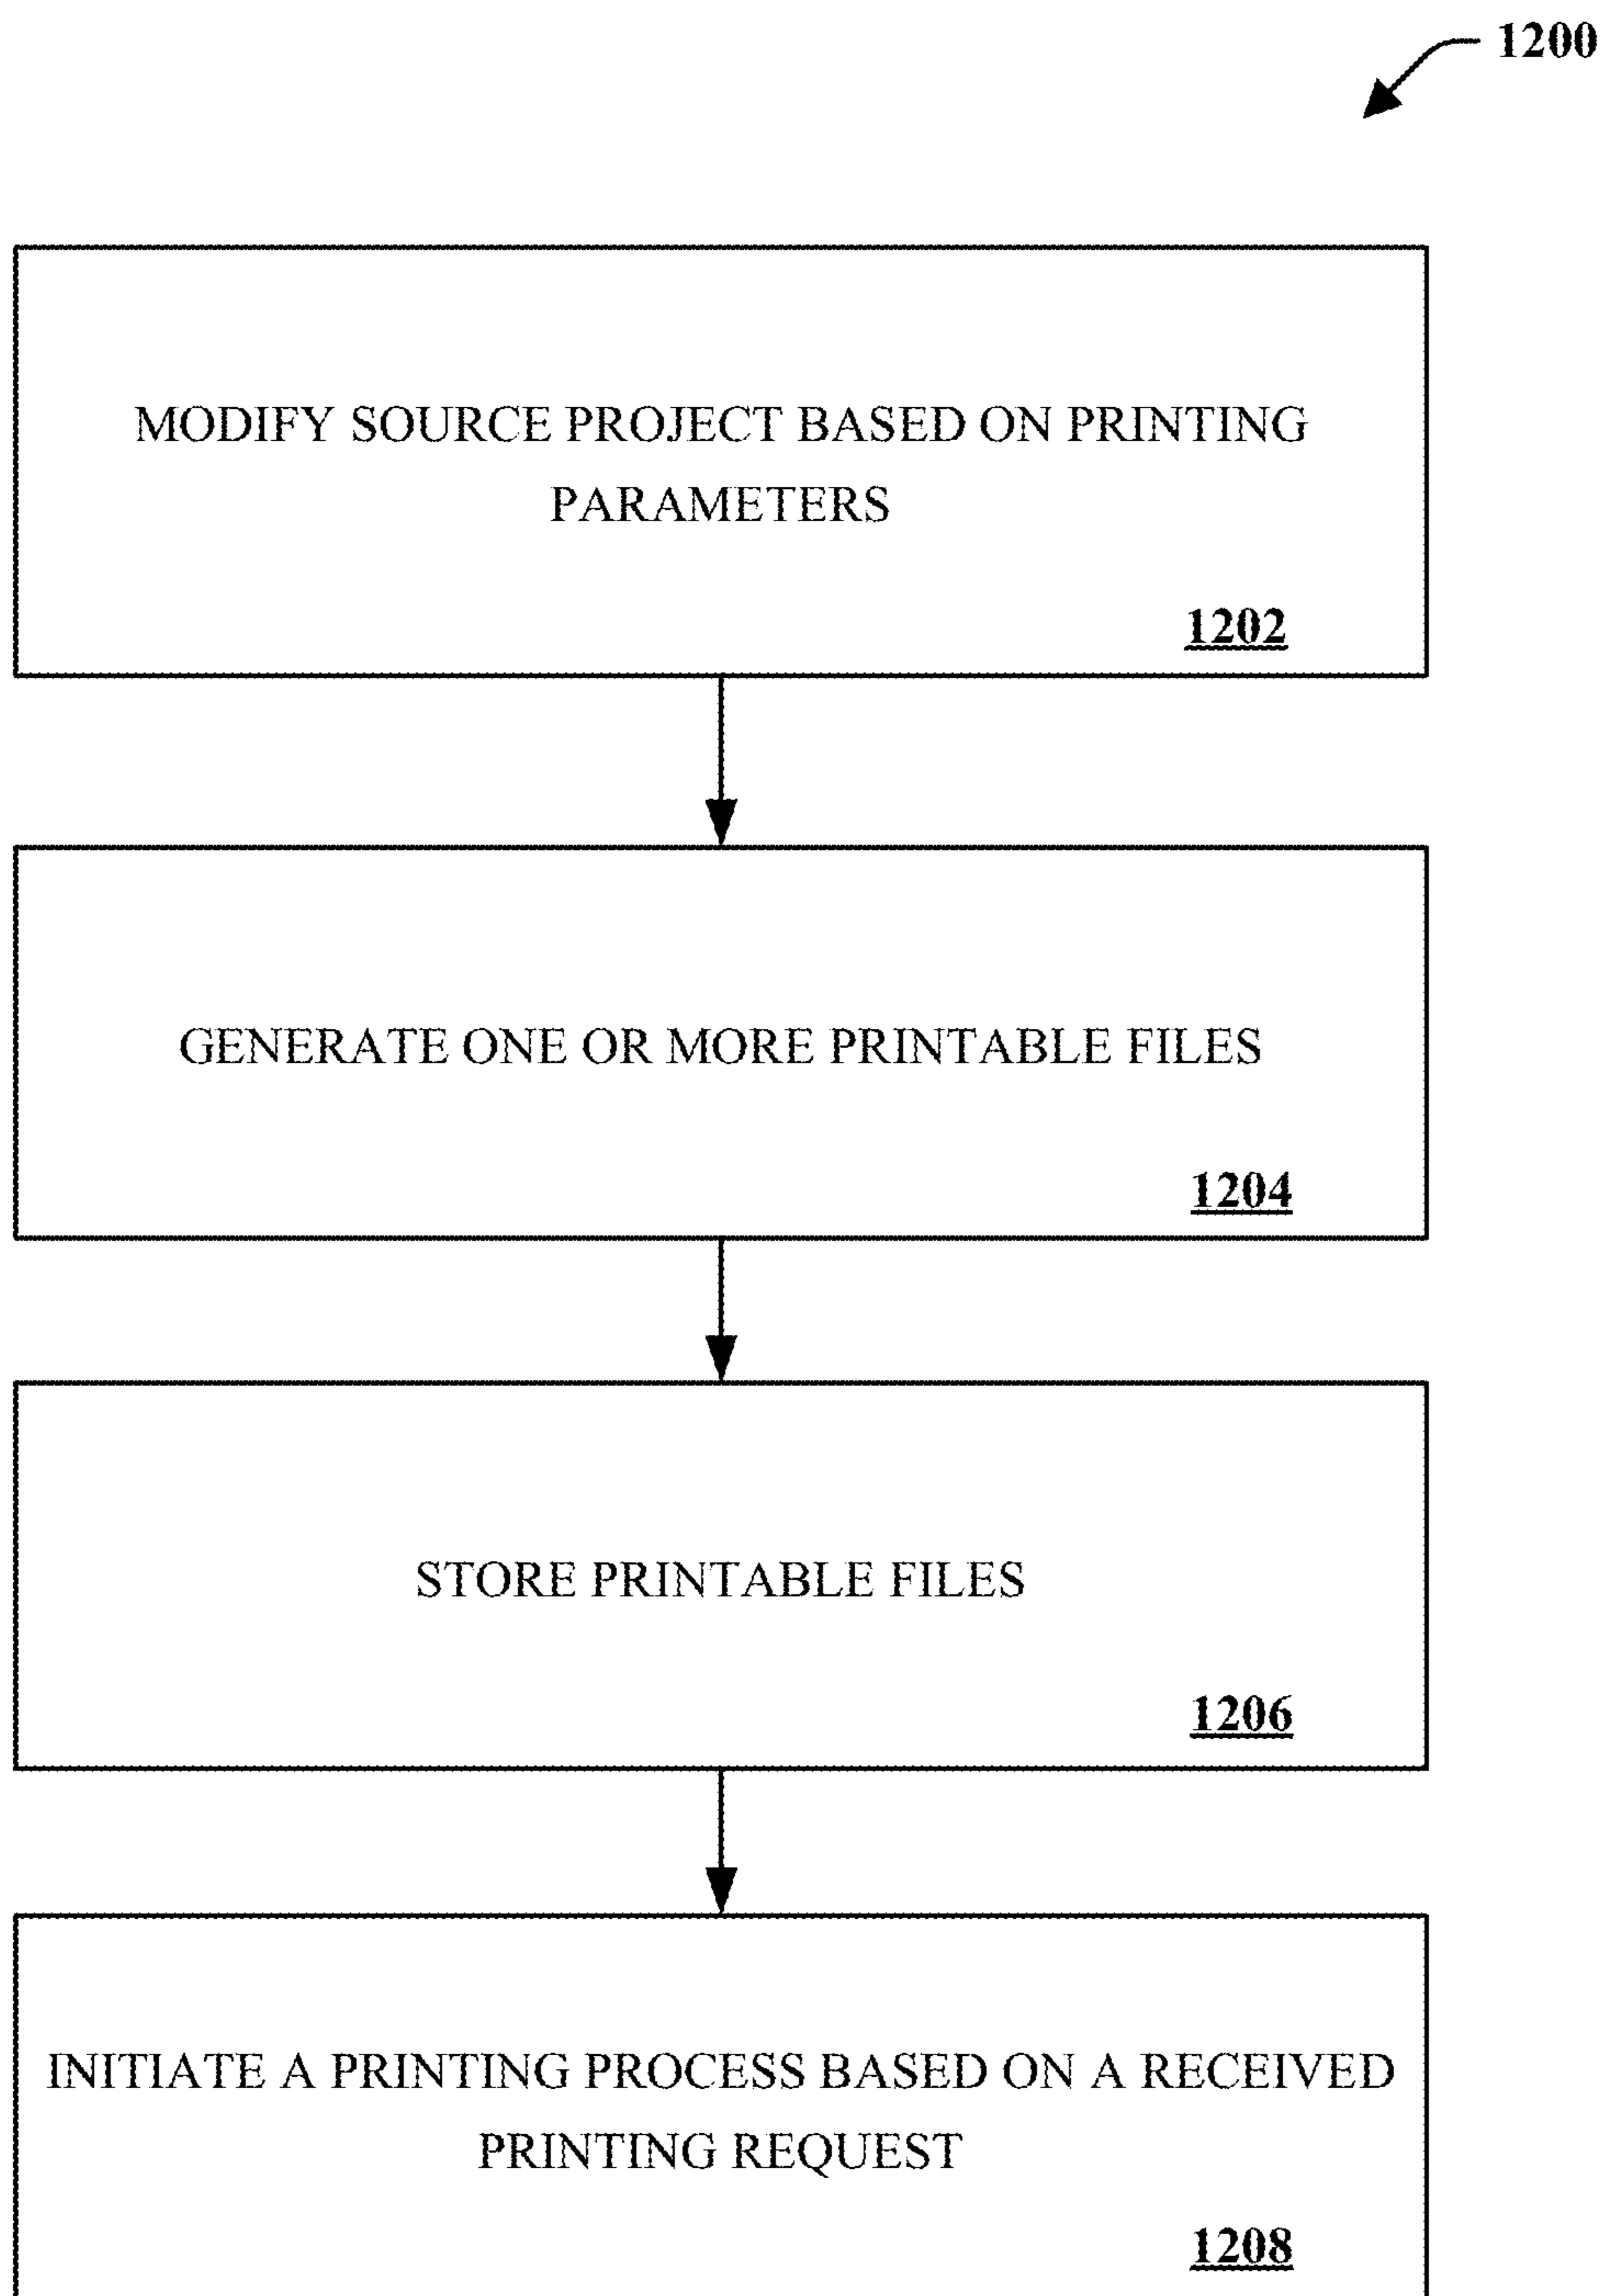 1200
MODIFY SOURCE PROJECT BASED ON PRINTING
PARAMETERS
1202
GENERATE ONE OR MORE PRINTABLE FILES
1204
STORE PRINTABLE FILES
1206
INITIATE A PRINTING PROCESS BASED ON A RECEIVED
PRINTING REQUEST
1208